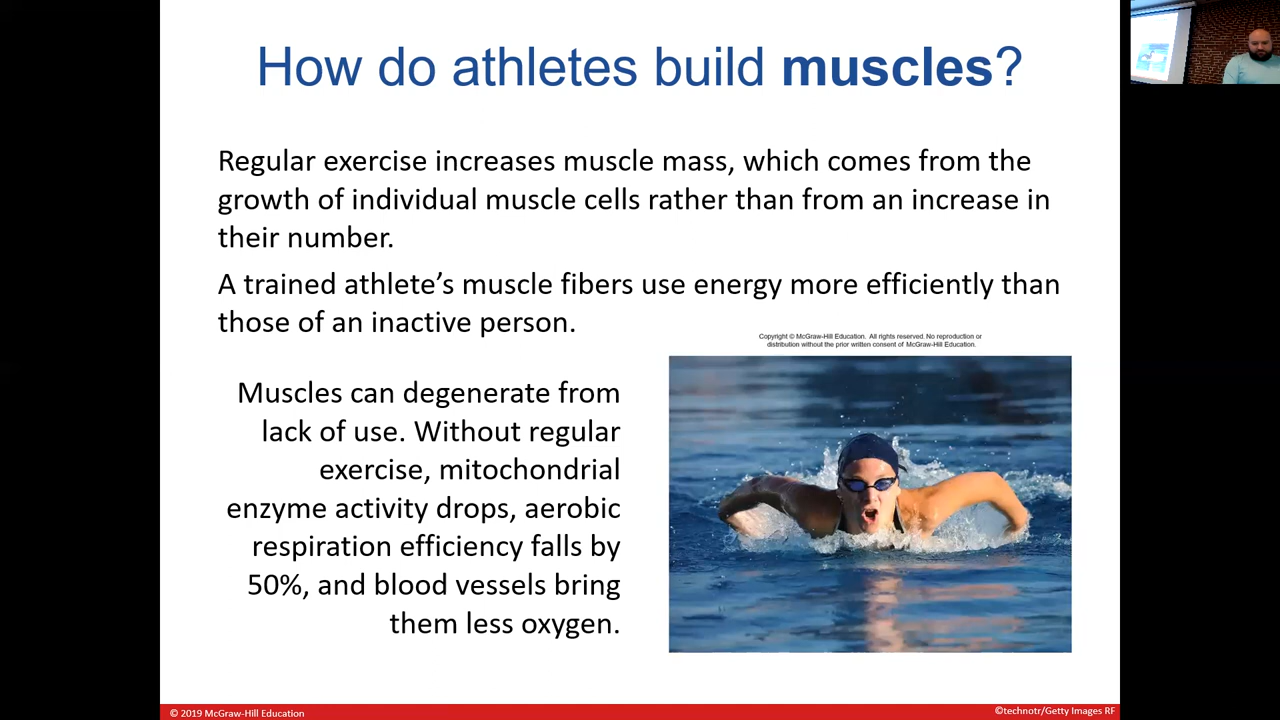 How do athletes build muscles?
Regular exercise increases muscle mass, which comes from the
growth of individual muscle cells rather than from an increase in
their number.
A trained athlete’s muscle fibers use energy more efficiently than
those of an inactive person.
Copyright © McGraw-Hill Education. All rights reserved. No reproduction or
distribution without the prior written consent of McGraw-Hill Education.
Muscles can degenerate from
lack of use. Without regular
exercise, mitochondrial
enzyme activity drops, aerobic
respiration efficiency falls by
50%, and blood vessels bring
them less oxygen.
© 2019 McGraw-Hill Education
©technotr/Getty Images RF